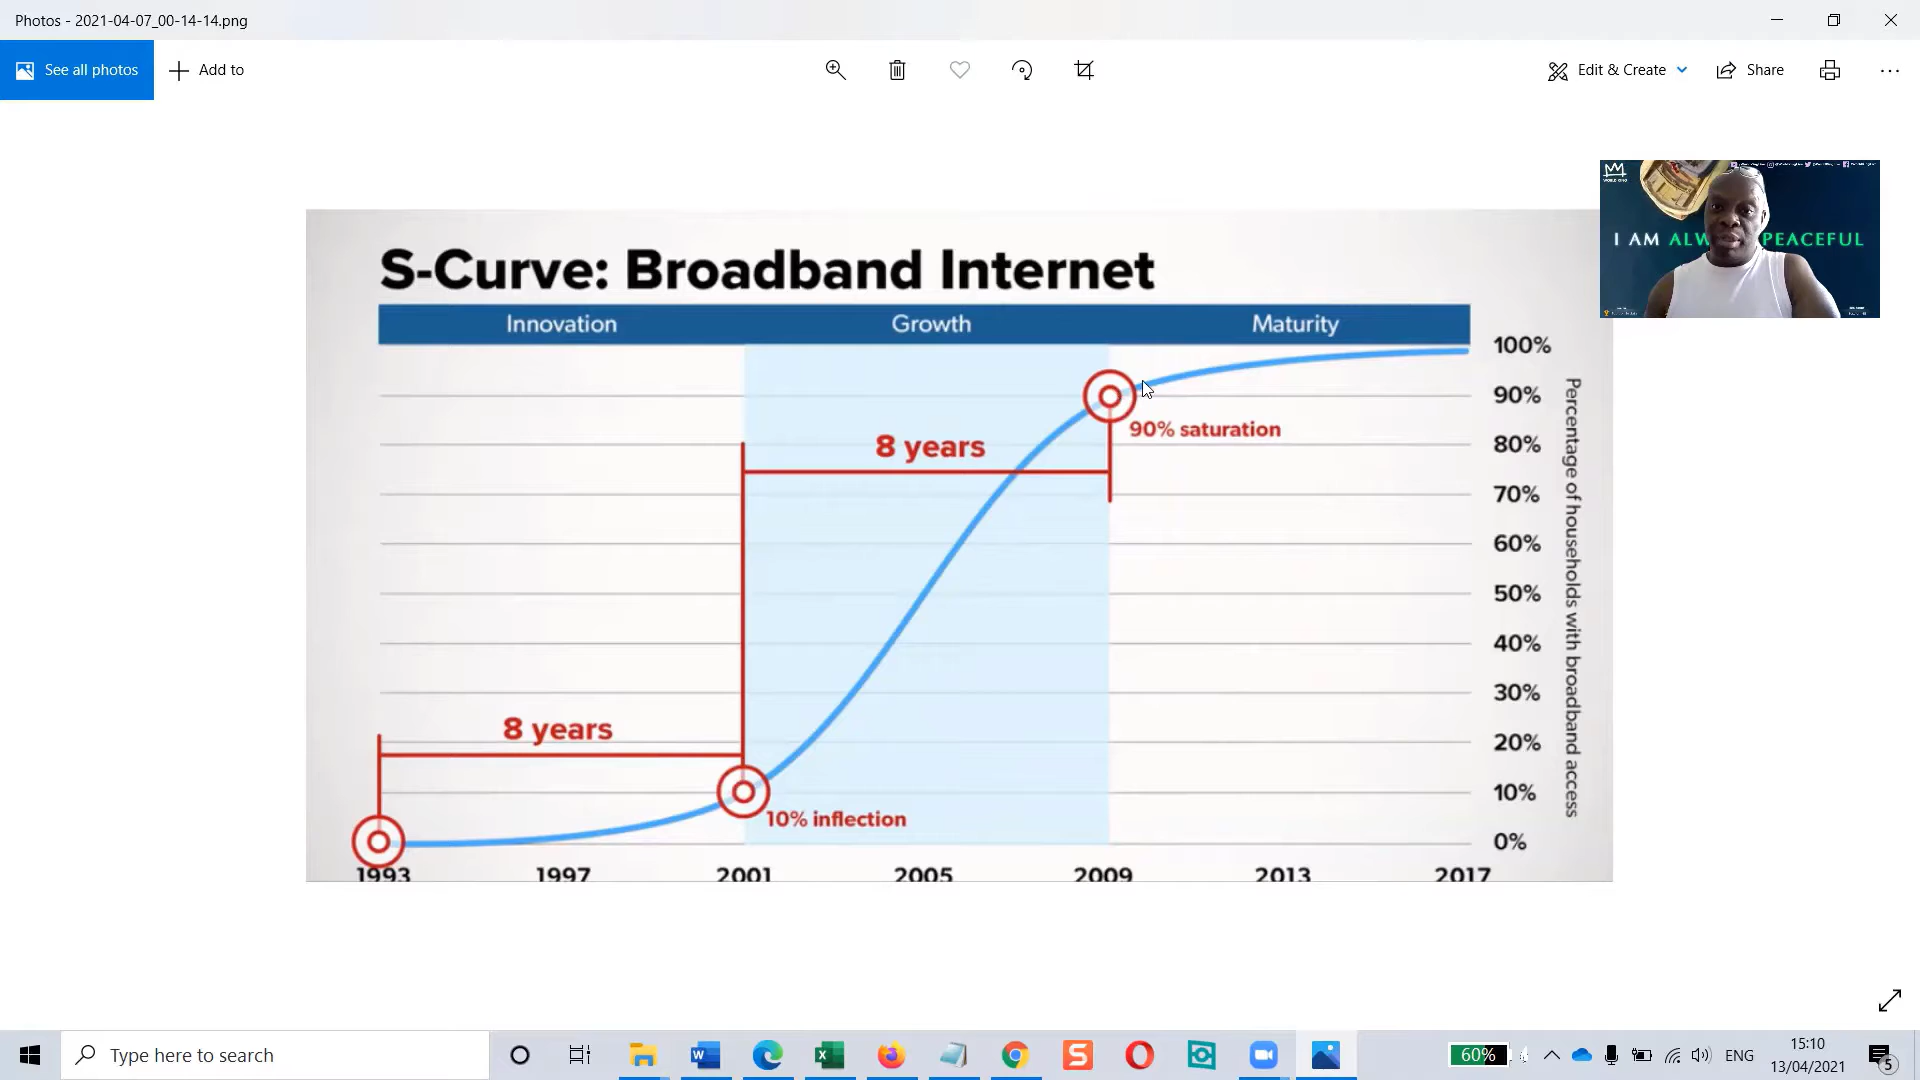 Photos - 2021-04-07_00-14-14.png
See all photos
Add to
Edit & Create
Share
I AM ALW PEACEFUL
S-Curve: Broadband Internet
Innovation
Growth
Maturity
100%
90%
80%
70%
60%
50%
40%
30%
20%
10%
0%
Percentage of households with broadband access
90% saturation
8 years
8 years
10% inflection
1993
1997
2001
2005
2009
2013
2017
Type here to search
60%
ENG
15:10
13/04/2021
5